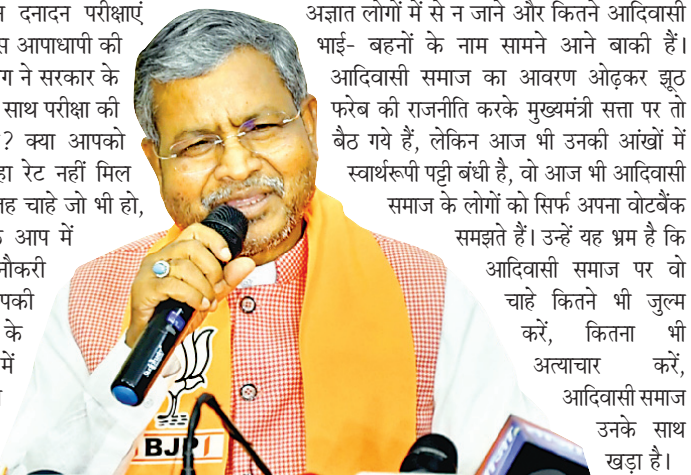 दनादन परीक्षाएं
आपाधापी की
ने सरकार के
साथ परीक्षा की
? क्या आपको
रेट नहीं मिल
चाहे जो भी हो,
आप में
नौकरी
के
में
अज्ञात लोगों में से न जाने और कितने आदिवासी
भाई- बहनों के नाम सामने आने बाकी हैं।
आदिवासी समाज का आवरण ओढ़कर झूठ
फरेब की राजनीति करके मुख्यमंत्री सत्ता पर तो
बैठ गये हैं, लेकिन आज भी उनकी आंखों में
स्वार्थरूपी पट्टी बंधी है, वो आज भी आदिवासी
समाज के लोगों को सिर्फ अपना वोटबैंक
समझते हैं। उन्हें यह भ्रम है कि
आदिवासी समाज पर वो
चाहे कितने भी जुल्म
करें, कितना भी
अत्याचार करें,
आदिवासी समाज
उनके साथ
खड़ा है।
BJP